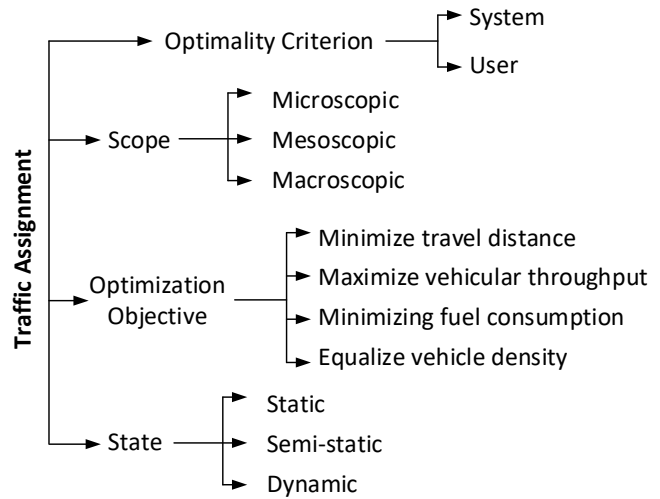 Traffic Assignment
Optimality Criterion
System
User
Scope
Microscopic
Mesoscopic
Macroscopic
Optimization
Objective
Minimize travel distance
Maximize vehicular throughput
Minimizing fuel consumption
Equalize vehicle density
State
Static
Semi-static
Dynamic